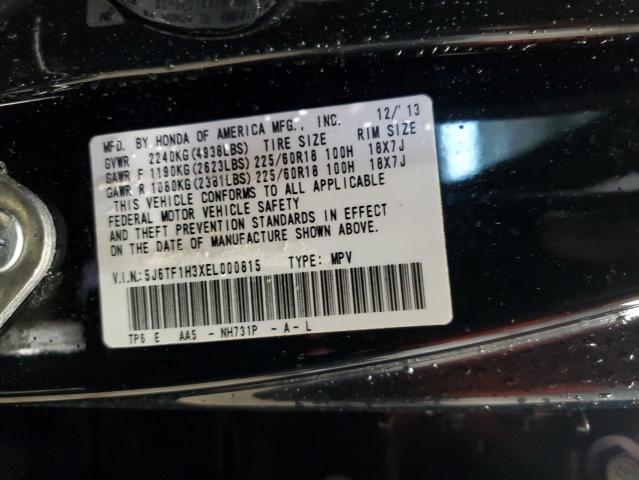 MFD. BY HONDA OF AMERICA MFG., INC. 12/'13
GVWR 2240KG(4938LBS) TIRE SIZE RIM SIZE
GAWR F 1190KG(2623LBS) 225/60R18 100H 18X7J
GAWR R 1080KG(2381LBS) 225/60R18 100H 18X7J
THIS VEHICLE CONFORMS TO ALL APPLICABLE
FEDERAL MOTOR VEHICLE SAFETY
AND THEFT PREVENTION STANDARDS IN EFFECT
ON THE DATE OF MANUFACTURE SHOWN ABOVE.
V.I.N.:5J6TF1H3XEL000815 TYPE: MPV
TP6 E AA5 - NH731P - A - L